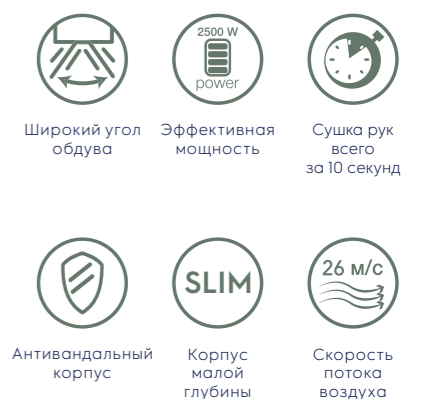 2500 W
power
Широкий угол
обдува
Эффективная
мощность
Сушка рук
всего
за 10 секунд
SLIM
26 м/с
Антивандальный
корпус
Корпус
малой
глубины
Скорость
потока
воздуха